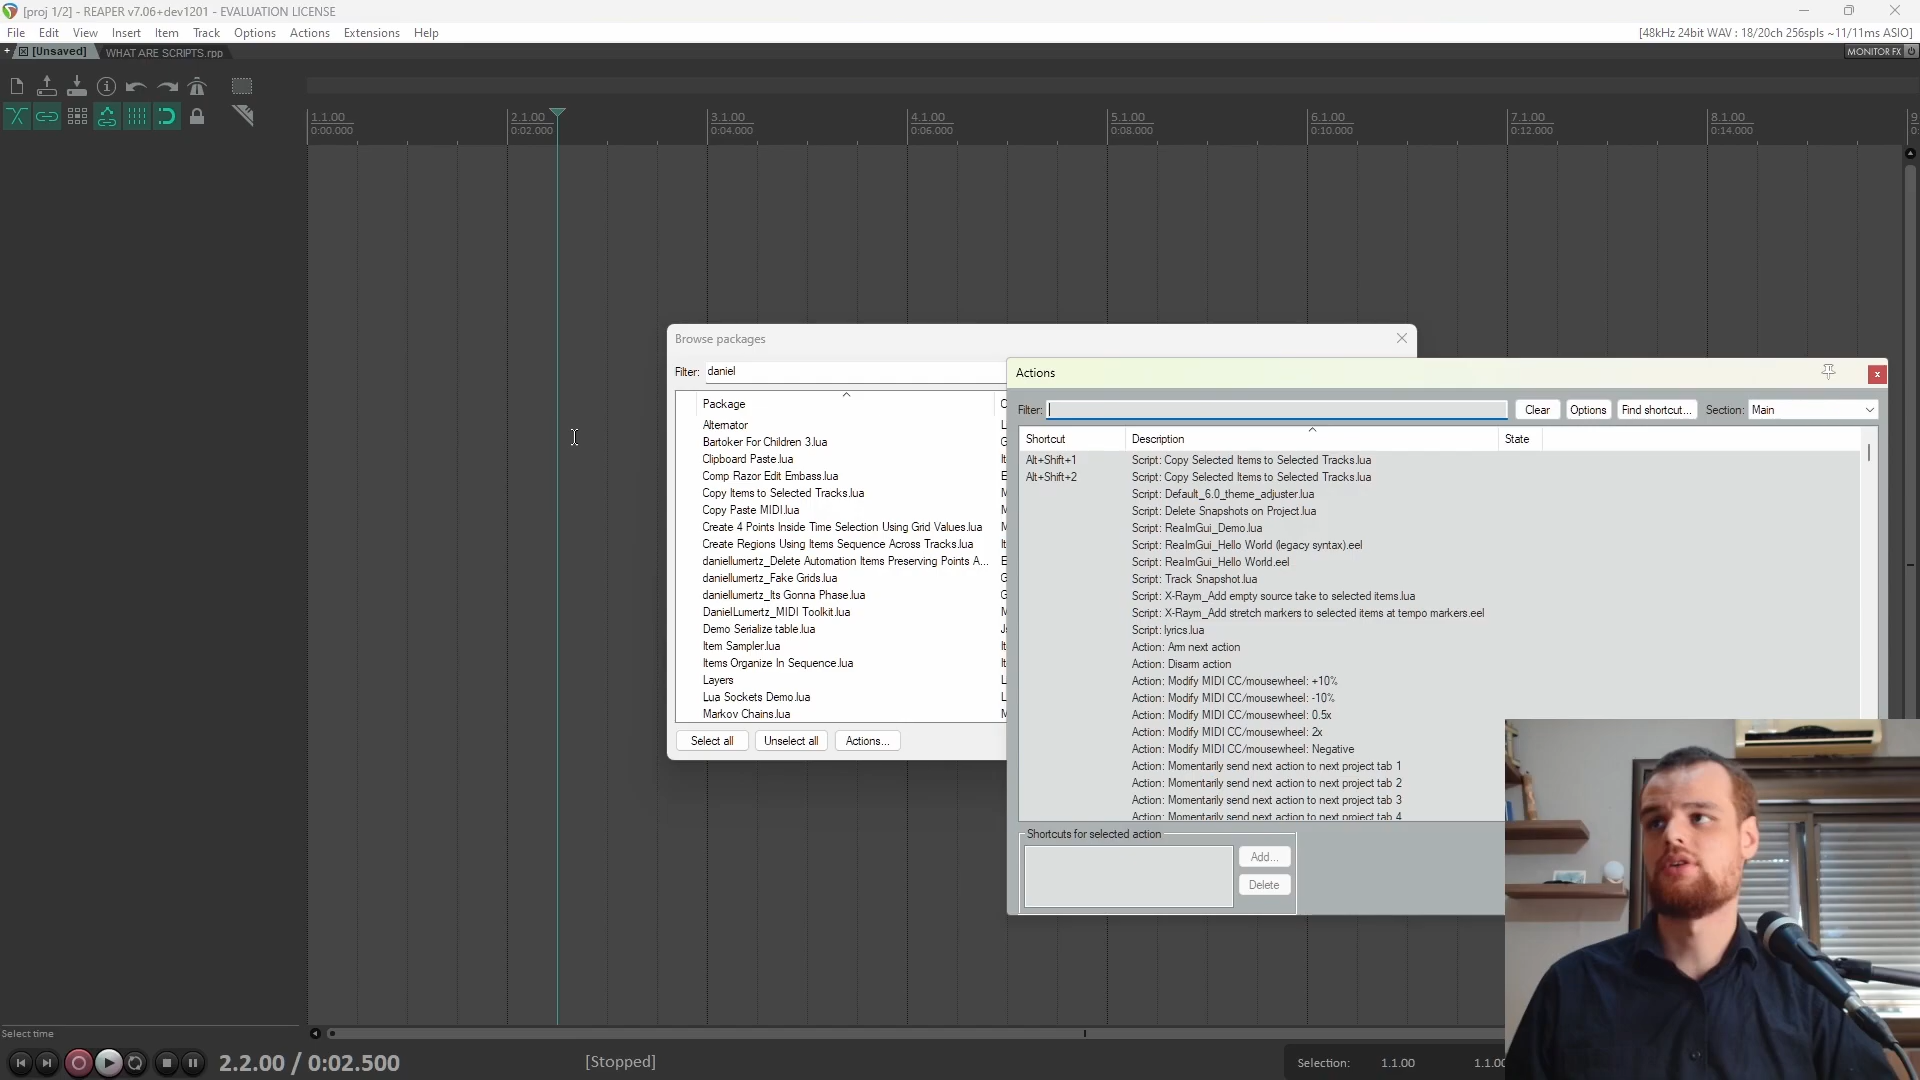 [proj 1/2] - REAPER v7.06+dev1201 - EVALUATION LICENSE
File Edit View Insert Item Track Options Actions Extensions Help
[48kHz 24bit WAV : 18/20ch 256spls ~11/11ms ASIO]
+ [Unsaved] WHAT ARE SCRIPTS.rpp
MONITOR FX
1.1.00 2.1.00 3.1.00 4.1.00 5.1.00 6.1.00 7.1.00 8.1.00 9
0:00.000 0:02.000 0:04.000 0:06.000 0:08.000 0:10.000 0:12.000 0:14.000 0:
Browse packages
Filter: daniel
Package
Alternator
Bartoker For Children 3.lua
Clipboard Paste.lua
Comp Razor Edit Embass.lua
Copy Items to Selected Tracks.lua
Copy Paste MIDI.lua
Create 4 Points Inside Time Selection Using Grid Values.lua
Create Regions Using Items Sequence Across Tracks.lua
daniellumertz_Delete Automation Items Preserving Points A...
daniellumertz_Fake Grids.lua
daniellumertz_Its Gonna Phase.lua
DanielLumertz_MIDI Toolkit.lua
Demo Serialize table.lua
Item Sampler.lua
Items Organize In Sequence.lua
Layers
Lua Sockets Demo.lua
Markov Chains.lua
Select all Unselect all Actions...
Actions
Filter: Clear Options Find shortcut... Section: Main
Shortcut Description State
Alt+Shift+1 Script: Copy Selected Items to Selected Tracks.lua
Alt+Shift+2 Script: Copy Selected Items to Selected Tracks.lua
Script: Default_6.0_theme_adjuster.lua
Script: Delete Snapshots on Project.lua
Script: ReaImGui_Demo.lua
Script: ReaImGui_Hello World (legacy syntax).eel
Script: ReaImGui_Hello World.eel
Script: Track Snapshot.lua
Script: X-Raym_Add empty source take to selected items.lua
Script: X-Raym_Add stretch markers to selected items at tempo markers.eel
Script: lyrics.lua
Action: Arm next action
Action: Disarm action
Action: Modify MIDI CC/mousewheel: +10%
Action: Modify MIDI CC/mousewheel: -10%
Action: Modify MIDI CC/mousewheel: 0.5x
Action: Modify MIDI CC/mousewheel: 2x
Action: Modify MIDI CC/mousewheel: Negative
Action: Momentarily send next action to next project tab 1
Action: Momentarily send next action to next project tab 2
Action: Momentarily send next action to next project tab 3
Action: Momentarily send next action to next project tab 4
Shortcuts for selected action
Add...
Delete
Select time
2.2.00 / 0:02.500 [Stopped] Selection: 1.1.00 1.1.00